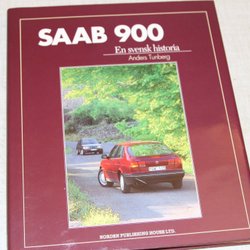 SAAB 900
En svensk historia
Anders Tunberg
NORDEN PUBLISHING HOUSE LTD.